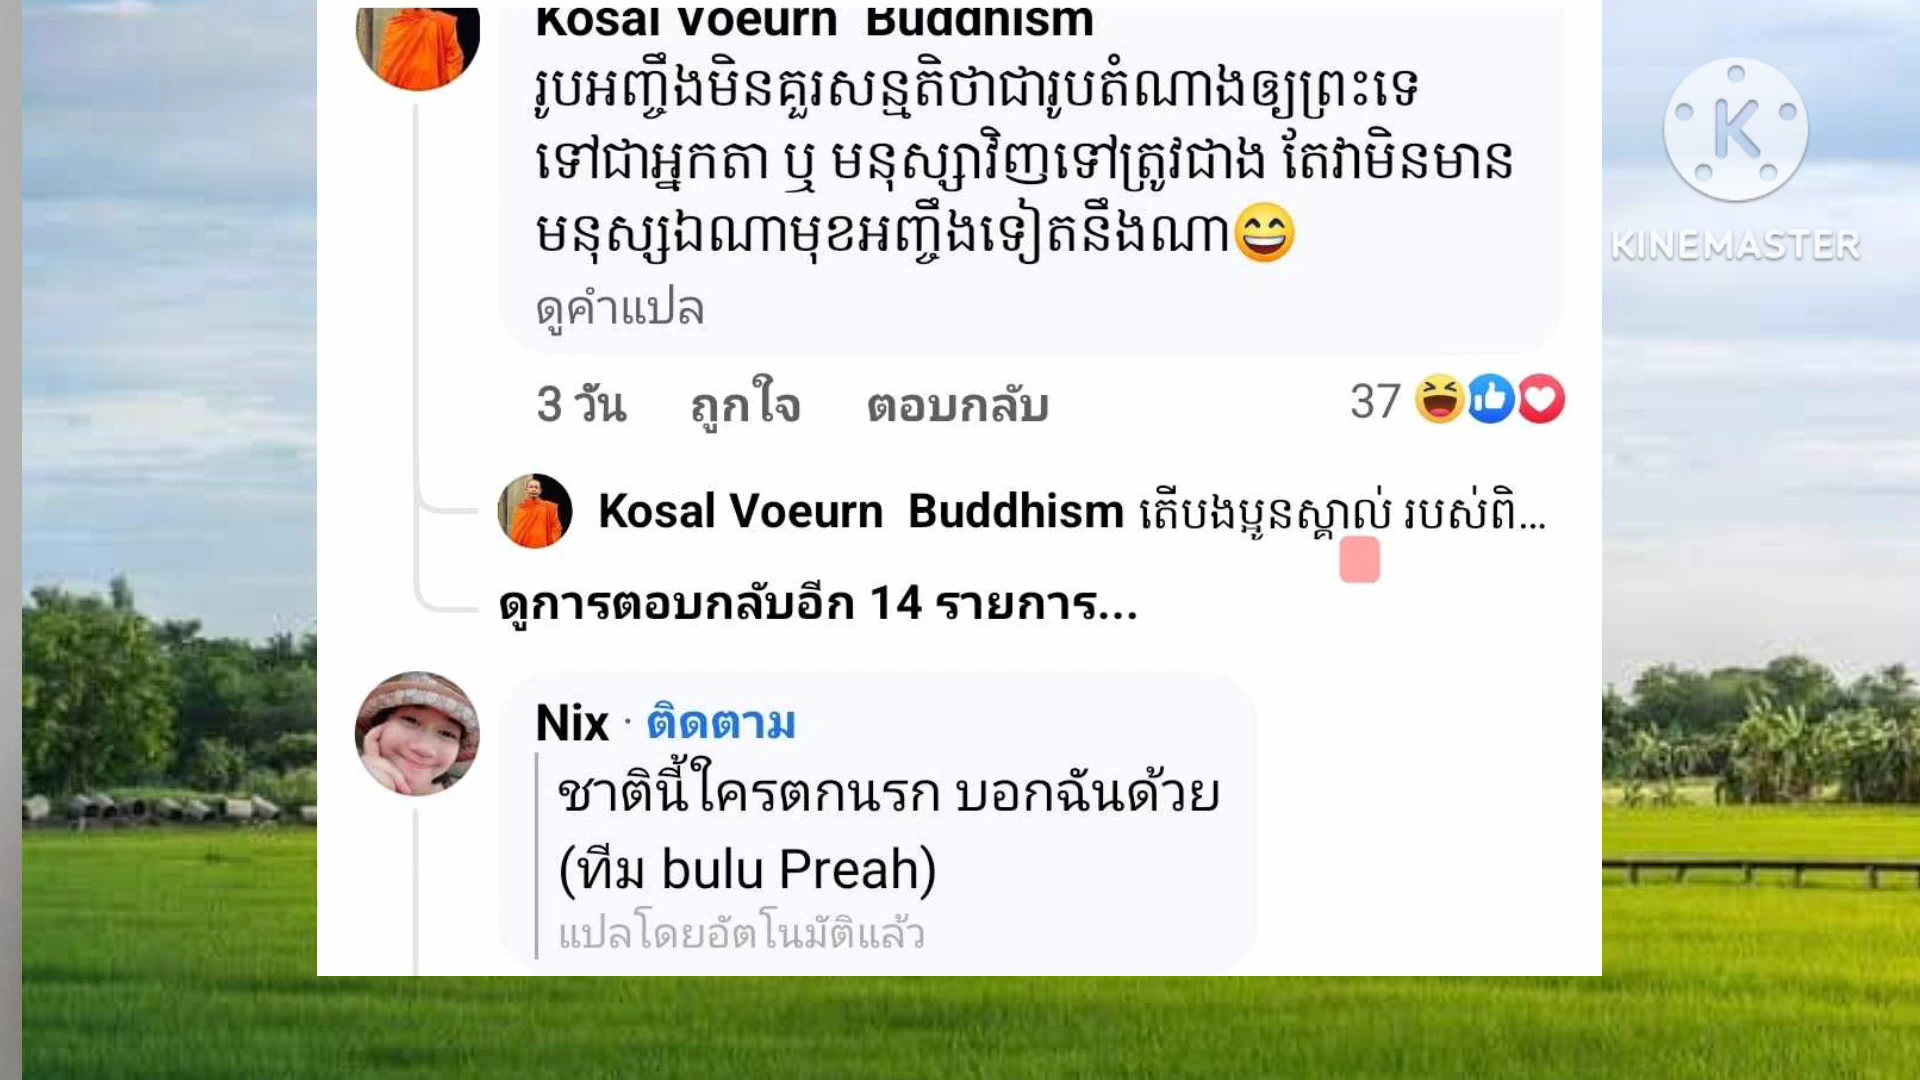 Kosal Voeurn Buddhism
រូបអញ្ចឹងមិនគួរសន្មតិថាជារូបតំណាងឲ្យព្រះទេ
ទៅជាអ្នកតា ឬ មនុស្សាវិញទៅត្រូវជាង តែវាមិនមាន
មនុស្សឯណាមុខអញ្ចឹងទៀតនឹងណា😄
ดูคำแปล
3 วัน ถูกใจ ตอบกลับ 37
Kosal Voeurn Buddhism តើបងប្អូនស្គាល់ របស់ពិ...
ดูการตอบกลับอีก 14 รายการ...
Nix · ติดตาม
ชาตินี้ใครตกนรก บอกฉันด้วย
(ทีม bulu Preah)
แปลโดยอัตโนมัติแล้ว
K
KINEMASTER